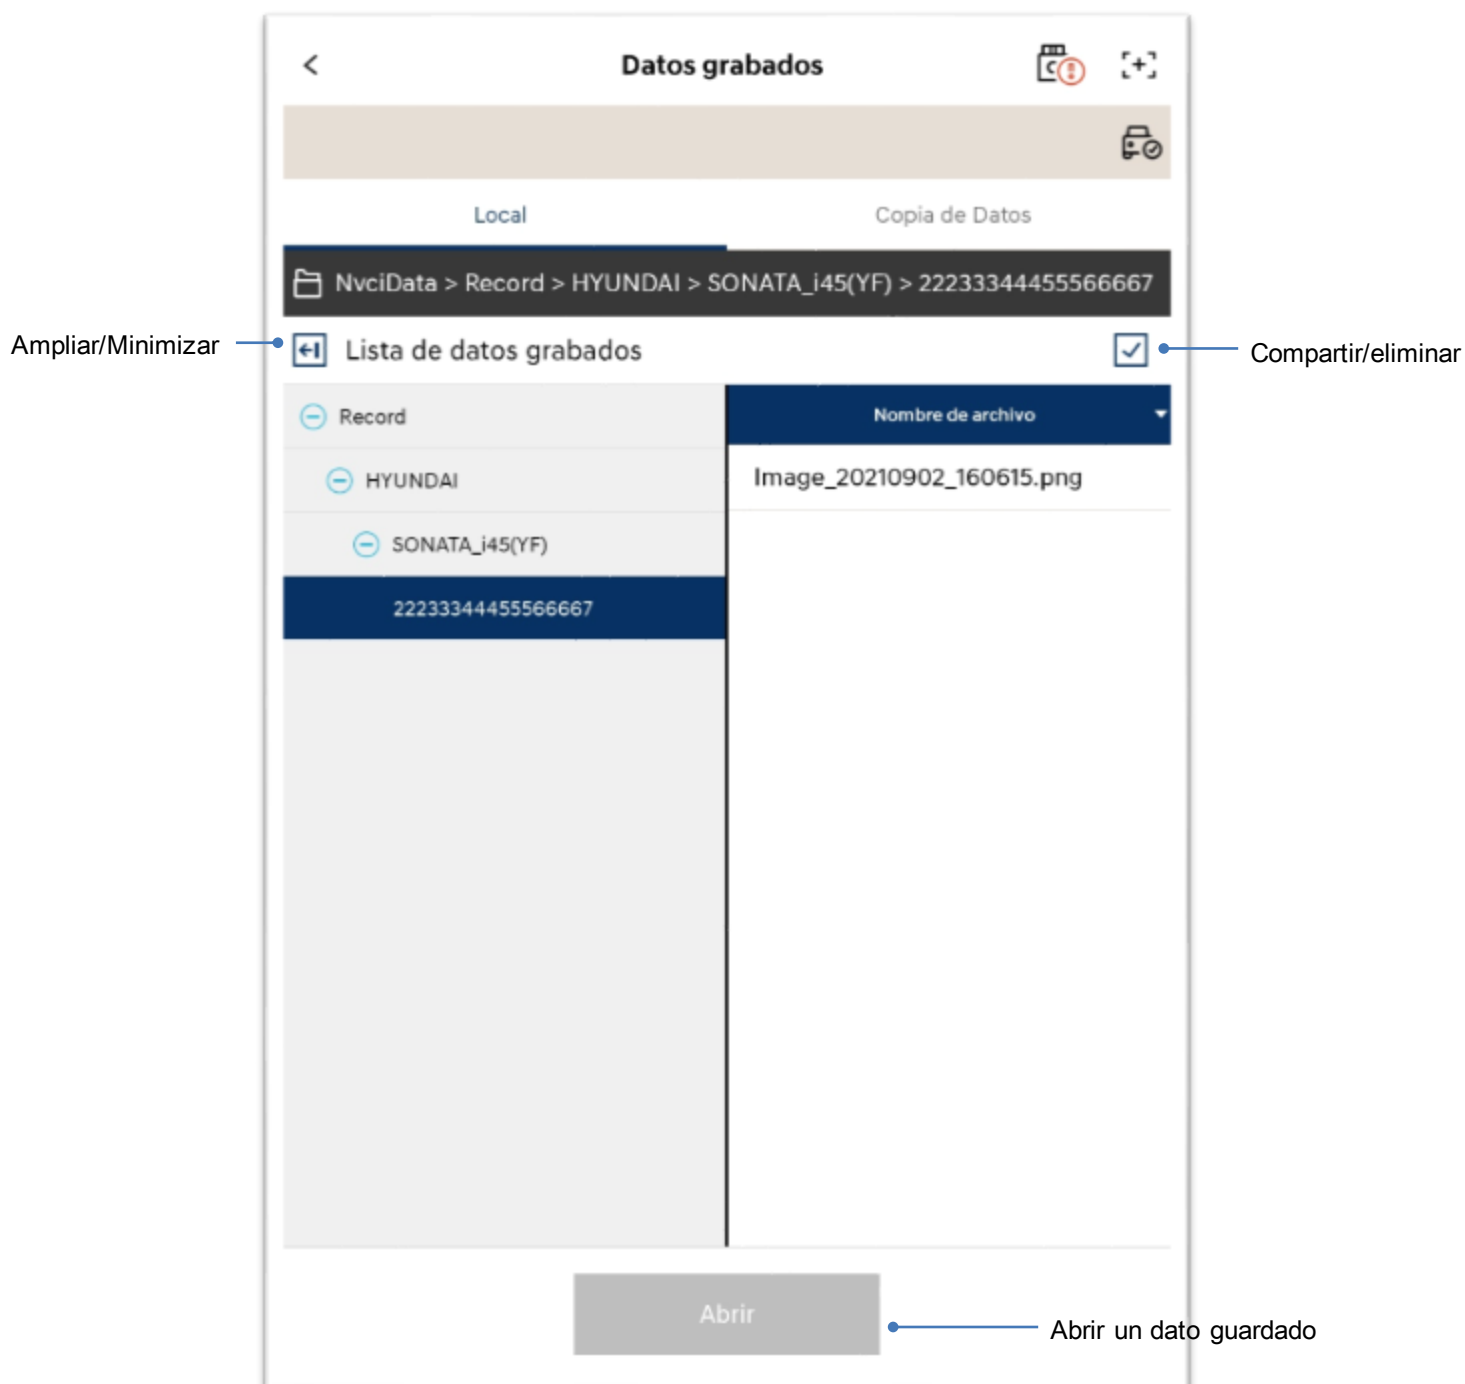 Datos grabados
Local
Copia de Datos
NvciData > Record > HYUNDAI > SONATA_i45(YF) > 22233344455566667
Ampliar/Minimizar
Lista de datos grabados
Compartir/eliminar
Record
Nombre de archivo
HYUNDAI
Image_20210902_160615.png
SONATA_i45(YF)
22233344455566667
Abrir
Abrir un dato guardado